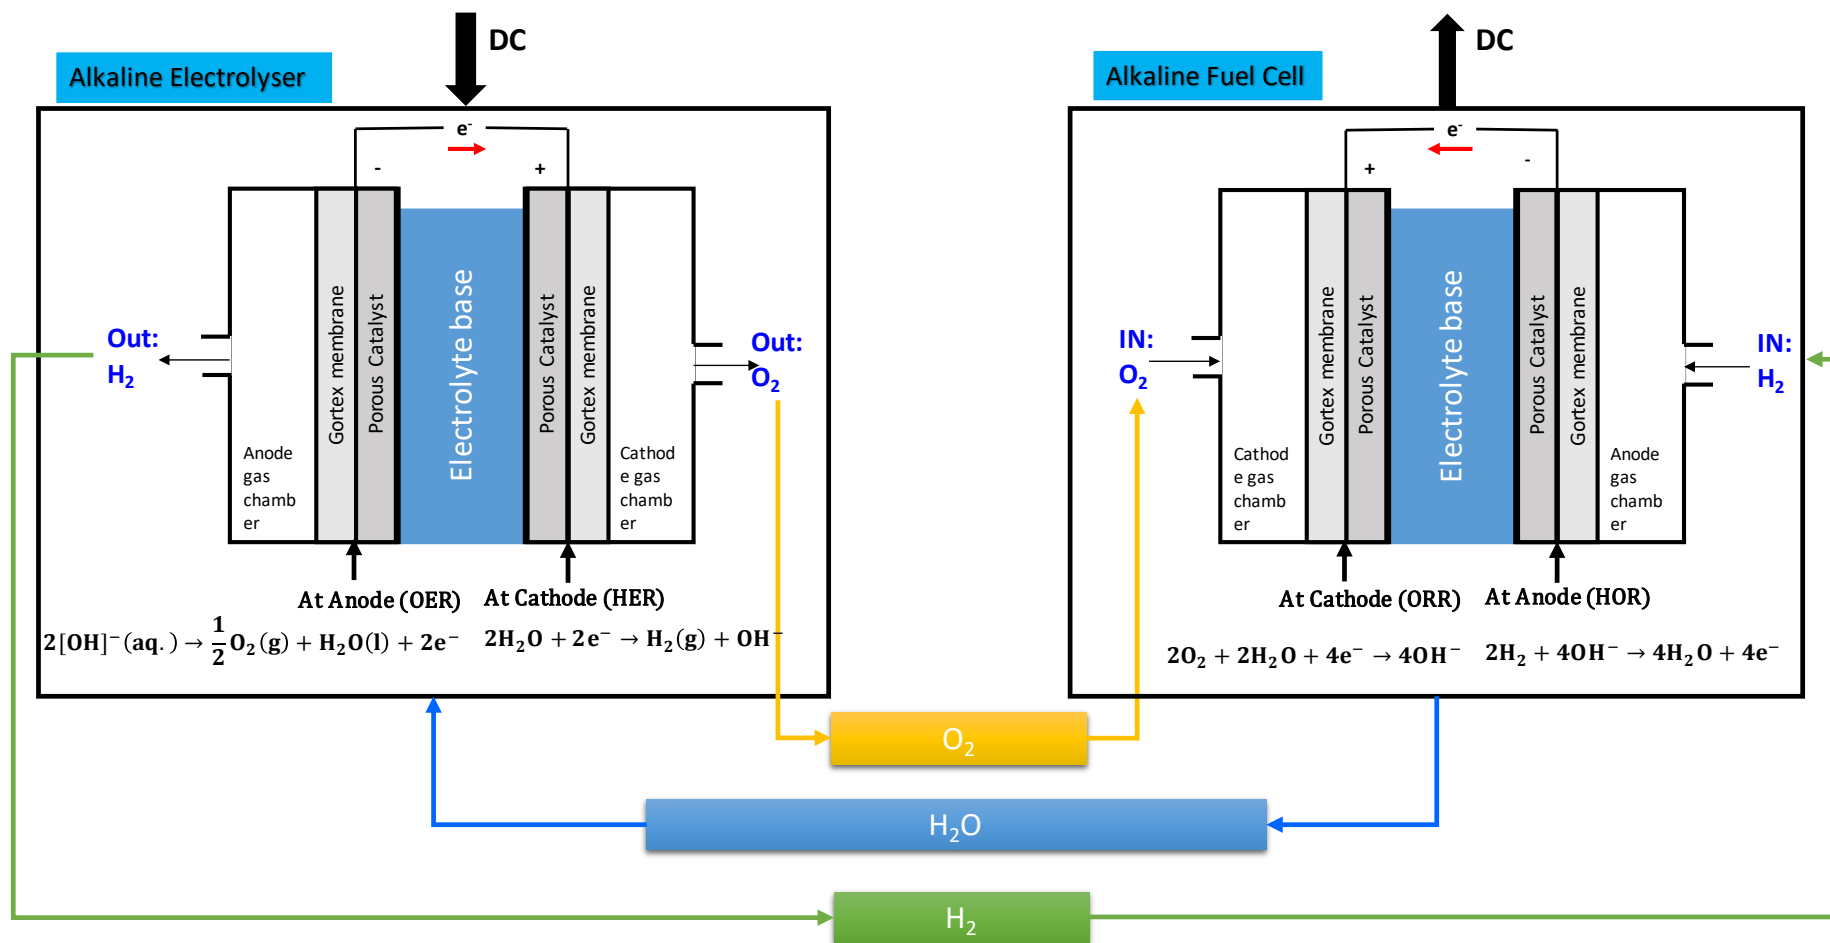 DC
Alkaline Electrolyser
e⁻
-
+
Gortex membrane
Porous Catalyst
Electrolyte base
Porous Catalyst
Gortex membrane
Out:
H₂
Out:
O₂
Anode
gas
chamb
er
Cathod
e gas
chamb
er
At Anode (OER)
At Cathode (HER)
2[OH]⁻(aq.) → 1/2 O₂(g) + H₂O(l) + 2e⁻
2H₂O + 2e⁻ → H₂(g) + OH⁻
DC
Alkaline Fuel Cell
e⁻
+
-
Gortex membrane
Porous Catalyst
Electrolyte base
Porous Catalyst
Gortex membrane
IN:
O₂
IN:
H₂
Cathod
e gas
chamb
er
Anode
gas
chamb
er
At Cathode (ORR)
At Anode (HOR)
2O₂ + 2H₂O + 4e⁻ → 4OH⁻
2H₂ + 4OH⁻ → 4H₂O + 4e⁻
O₂
H₂O
H₂